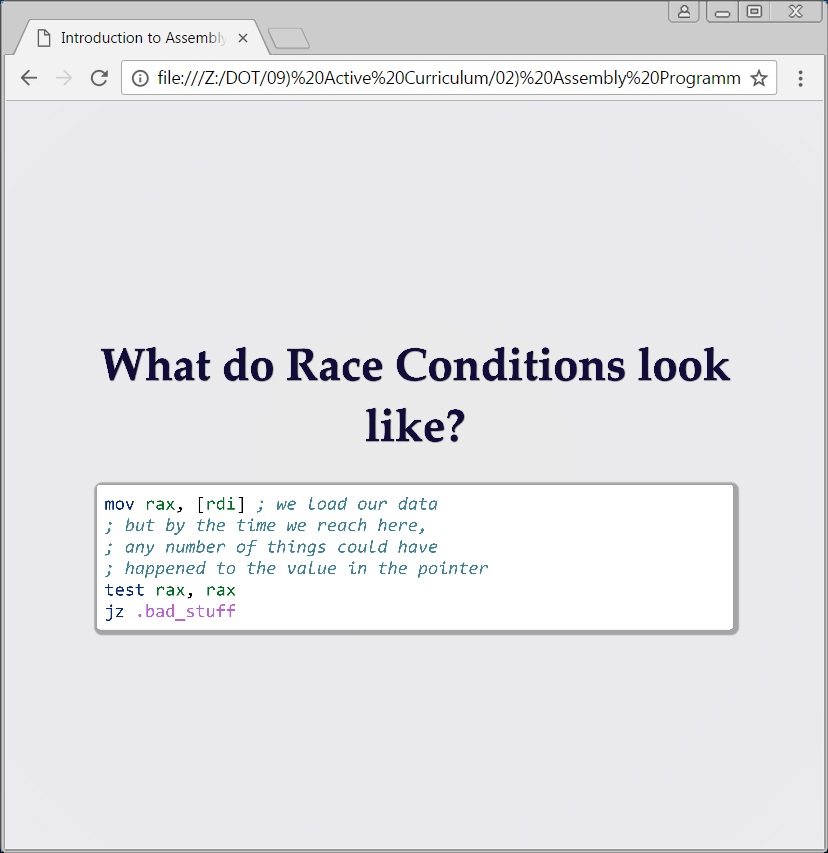 Introduction to Assembly
file:///Z:/DOT/09)%20Active%20Curriculum/02)%20Assembly%20Programm
What do Race Conditions look
like?
mov rax, [rdi] ; we load our data
; but by the time we reach here,
; any number of things could have
; happened to the value in the pointer
test rax, rax
jz .bad_stuff